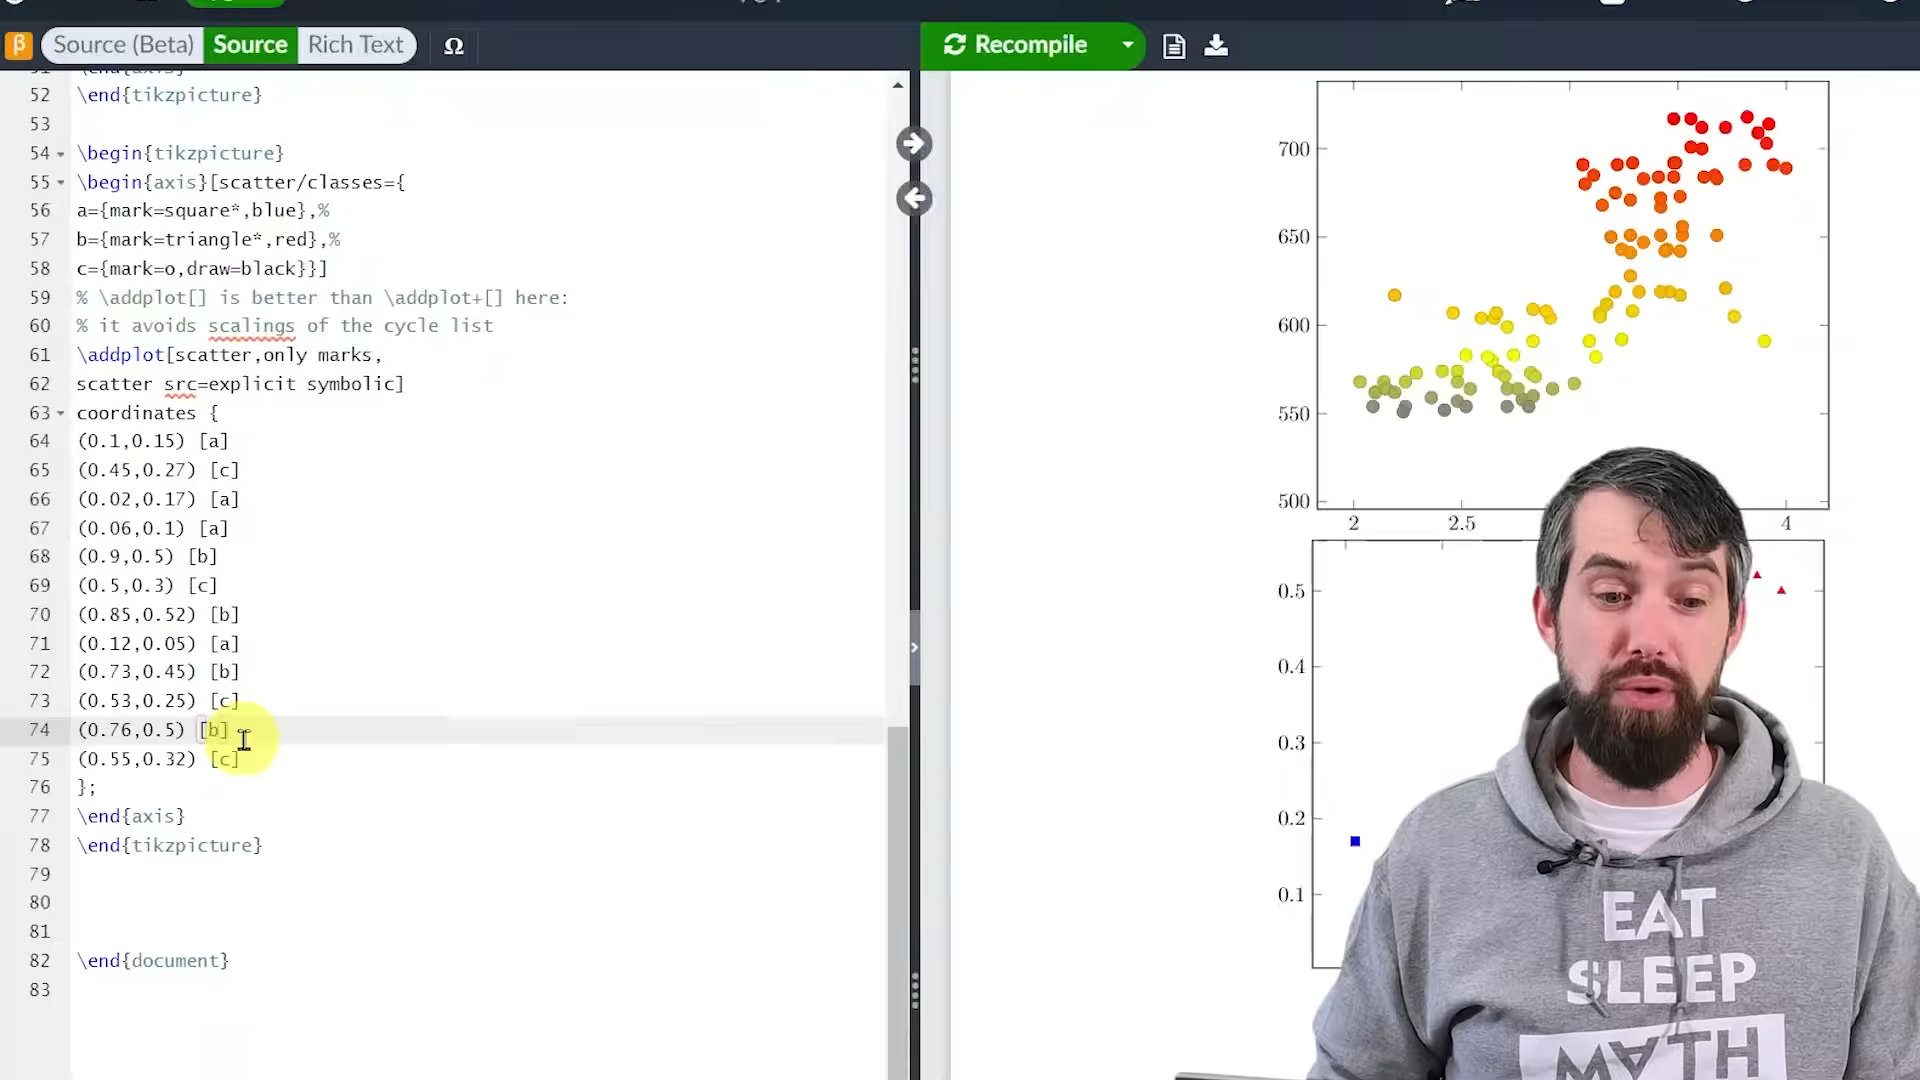 β Source (Beta) Source Rich Text Ω Recompile
52 \end{tikzpicture}
53
54 \begin{tikzpicture}
55 \begin{axis}[scatter/classes={
56 a={mark=square*,blue},%
57 b={mark=triangle*,red},%
58 c={mark=o,draw=black}}]
59 % \addplot[] is better than \addplot+[] here:
60 % it avoids scalings of the cycle list
61 \addplot[scatter,only marks,
62 scatter src=explicit symbolic]
63 coordinates {
64 (0.1,0.15) [a]
65 (0.45,0.27) [c]
66 (0.02,0.17) [a]
67 (0.06,0.1) [a]
68 (0.9,0.5) [b]
69 (0.5,0.3) [c]
70 (0.85,0.52) [b]
71 (0.12,0.05) [a]
72 (0.73,0.45) [b]
73 (0.53,0.25) [c]
74 (0.76,0.5) [b]
75 (0.55,0.32) [c]
76 };
77 \end{axis}
78 \end{tikzpicture}
79
80
81
82 \end{document}
83
700
650
600
550
500
2 2.5 4
0.5
0.4
0.3
0.2
0.1
EAT
SLEEP
MATH